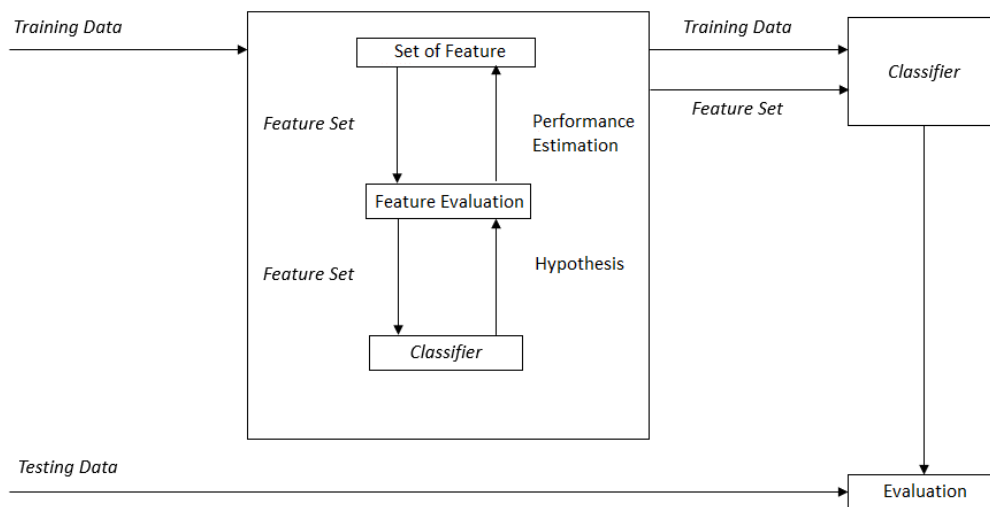 Training Data
Set of Feature
Training Data
Classifier
Feature Set
Feature Set
Performance
Estimation
Feature Evaluation
Feature Set
Hypothesis
Classifier
Testing Data
Evaluation